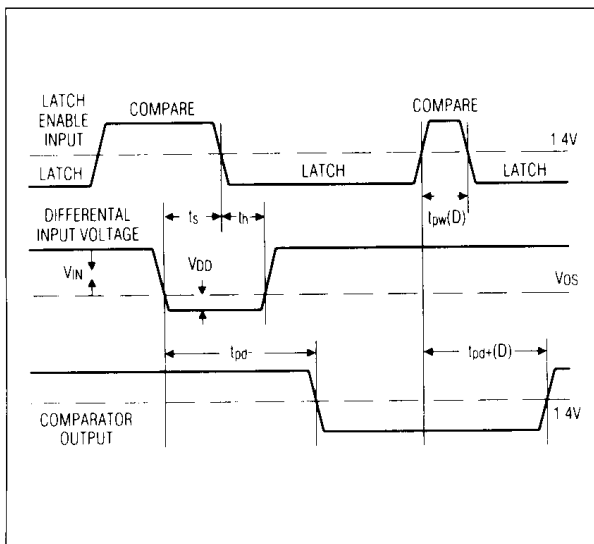 COMPARE
COMPARE
LATCH
ENABLE
INPUT
1 4V
LATCH
LATCH
LATCH
ts
th
tpw(D)
DIFFERENTAL
INPUT VOLTAGE
VIN
VDD
VOS
tpd-
tpd+(D)
COMPARATOR
OUTPUT
1 4V